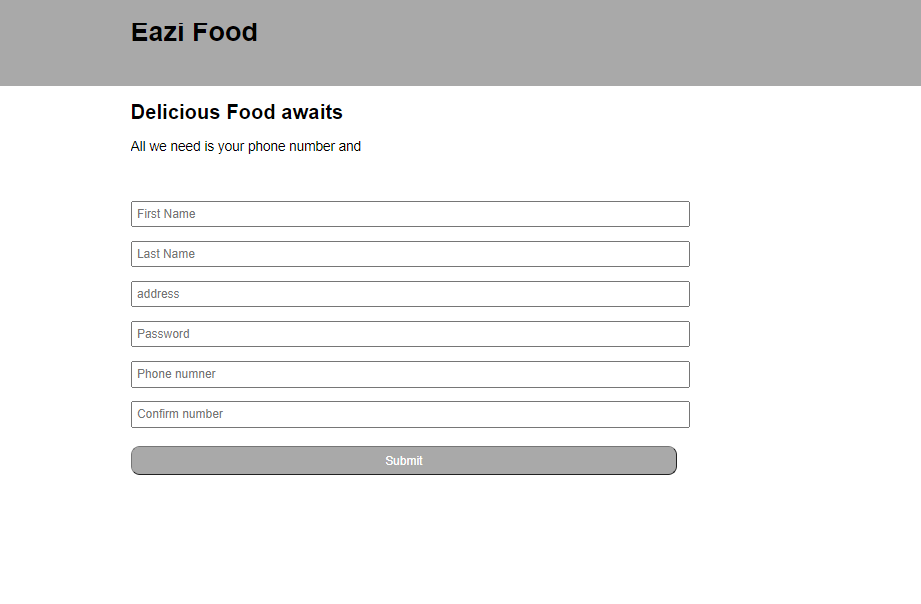 Eazi Food
Delicious Food awaits
All we need is your phone number and
First Name
Last Name
address
Password
Phone numner
Confirm number
Submit